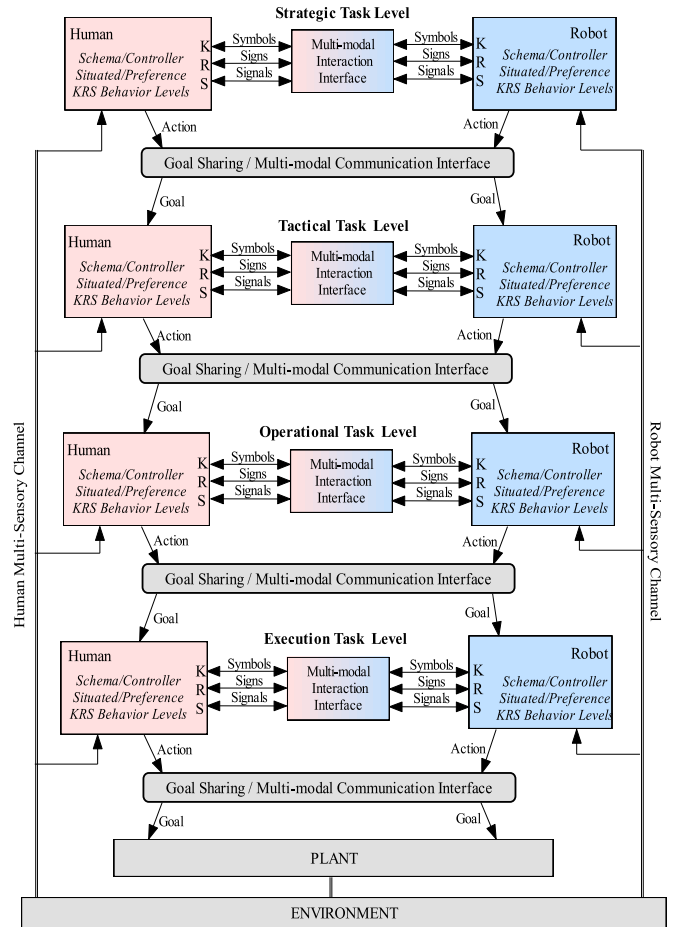 Strategic Task Level
Human
Schema/Controller
Situated/Preference
KRS Behavior Levels
K
R
S
Symbols
Signs
Signals
Multi-modal
Interaction
Interface
Symbols
Signs
Signals
K
R
S
Robot
Schema/Controller
Situated/Preference
KRS Behavior Levels
Action
Action
Goal Sharing / Multi-modal Communication Interface
Goal
Goal
Tactical Task Level
Human
Schema/Controller
Situated/Preference
KRS Behavior Levels
K
R
S
Symbols
Signs
Signals
Multi-modal
Interaction
Interface
Symbols
Signs
Signals
K
R
S
Robot
Schema/Controller
Situated/Preference
KRS Behavior Levels
Action
Action
Goal Sharing / Multi-modal Communication Interface
Goal
Goal
Operational Task Level
Human
Schema/Controller
Situated/Preference
KRS Behavior Levels
K
R
S
Symbols
Signs
Signals
Multi-modal
Interaction
Interface
Symbols
Signs
Signals
K
R
S
Robot
Schema/Controller
Situated/Preference
KRS Behavior Levels
Action
Action
Goal Sharing / Multi-modal Communication Interface
Goal
Goal
Execution Task Level
Human
Schema/Controller
Situated/Preference
KRS Behavior Levels
K
R
S
Symbols
Signs
Signals
Multi-modal
Interaction
Interface
Symbols
Signs
Signals
K
R
S
Robot
Schema/Controller
Situated/Preference
KRS Behavior Levels
Action
Action
Goal Sharing / Multi-modal Communication Interface
Goal
Goal
PLANT
ENVIRONMENT
Human Multi-Sensory Channel
Robot Multi-Sensory Channel